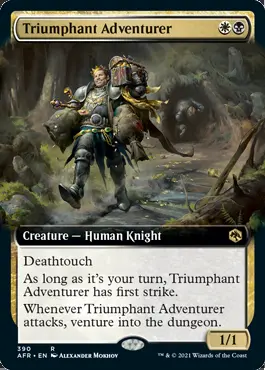 Triumphant Adventurer
Creature — Human Knight
Deathtouch
As long as it's your turn, Triumphant
Adventurer has first strike.
Whenever Triumphant Adventurer
attacks, venture into the dungeon.
1/1
390 R
AFR • EN Alexander Mokhov
™ & © 2021 Wizards of the Coast